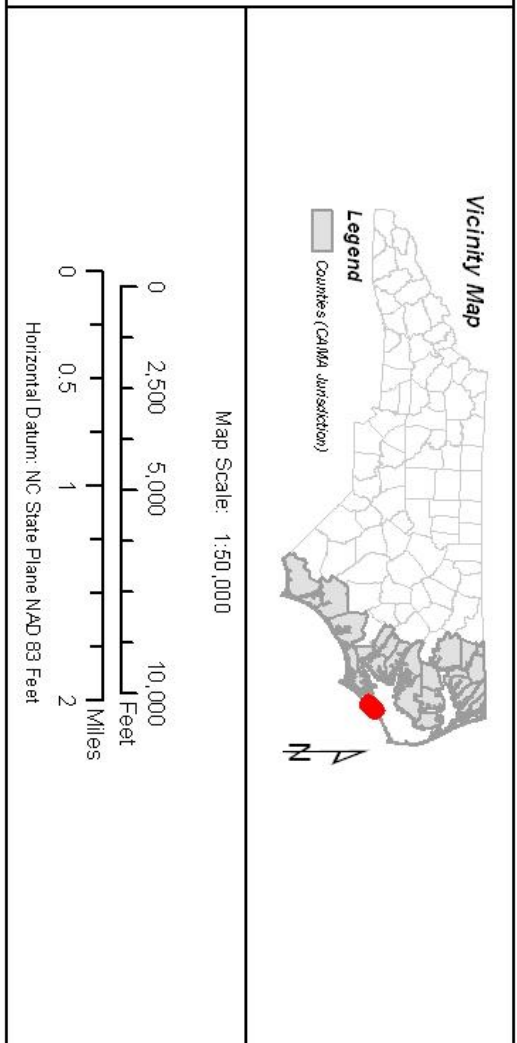 Vicinity Map
Legend
Counties (CAMA Jurisdiction)
N
Map Scale: 1:50,000
0 2,500 5,000 10,000
Feet
0 0.5 1 2
Miles
Horizontal Datum: NC State Plane NAD 83 Feet